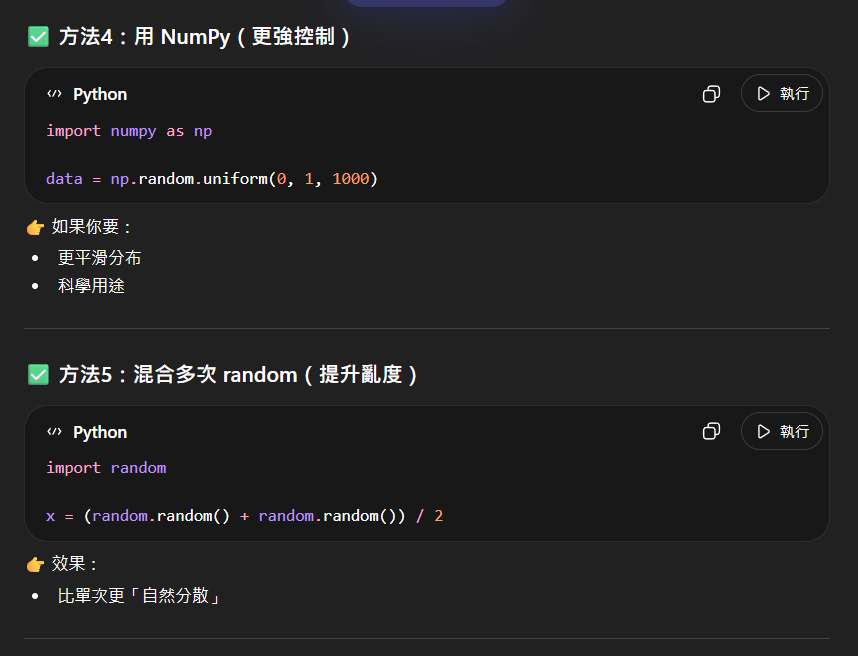 ✅ 方法4：用 NumPy（更強控制）
</> Python
執行
import numpy as np
data = np.random.uniform(0, 1, 1000)
👉 如果你要：
• 更平滑分布
• 科學用途
✅ 方法5：混合多次 random（提升亂度）
</> Python
執行
import random
x = (random.random() + random.random()) / 2
👉 效果：
• 比單次更「自然分散」